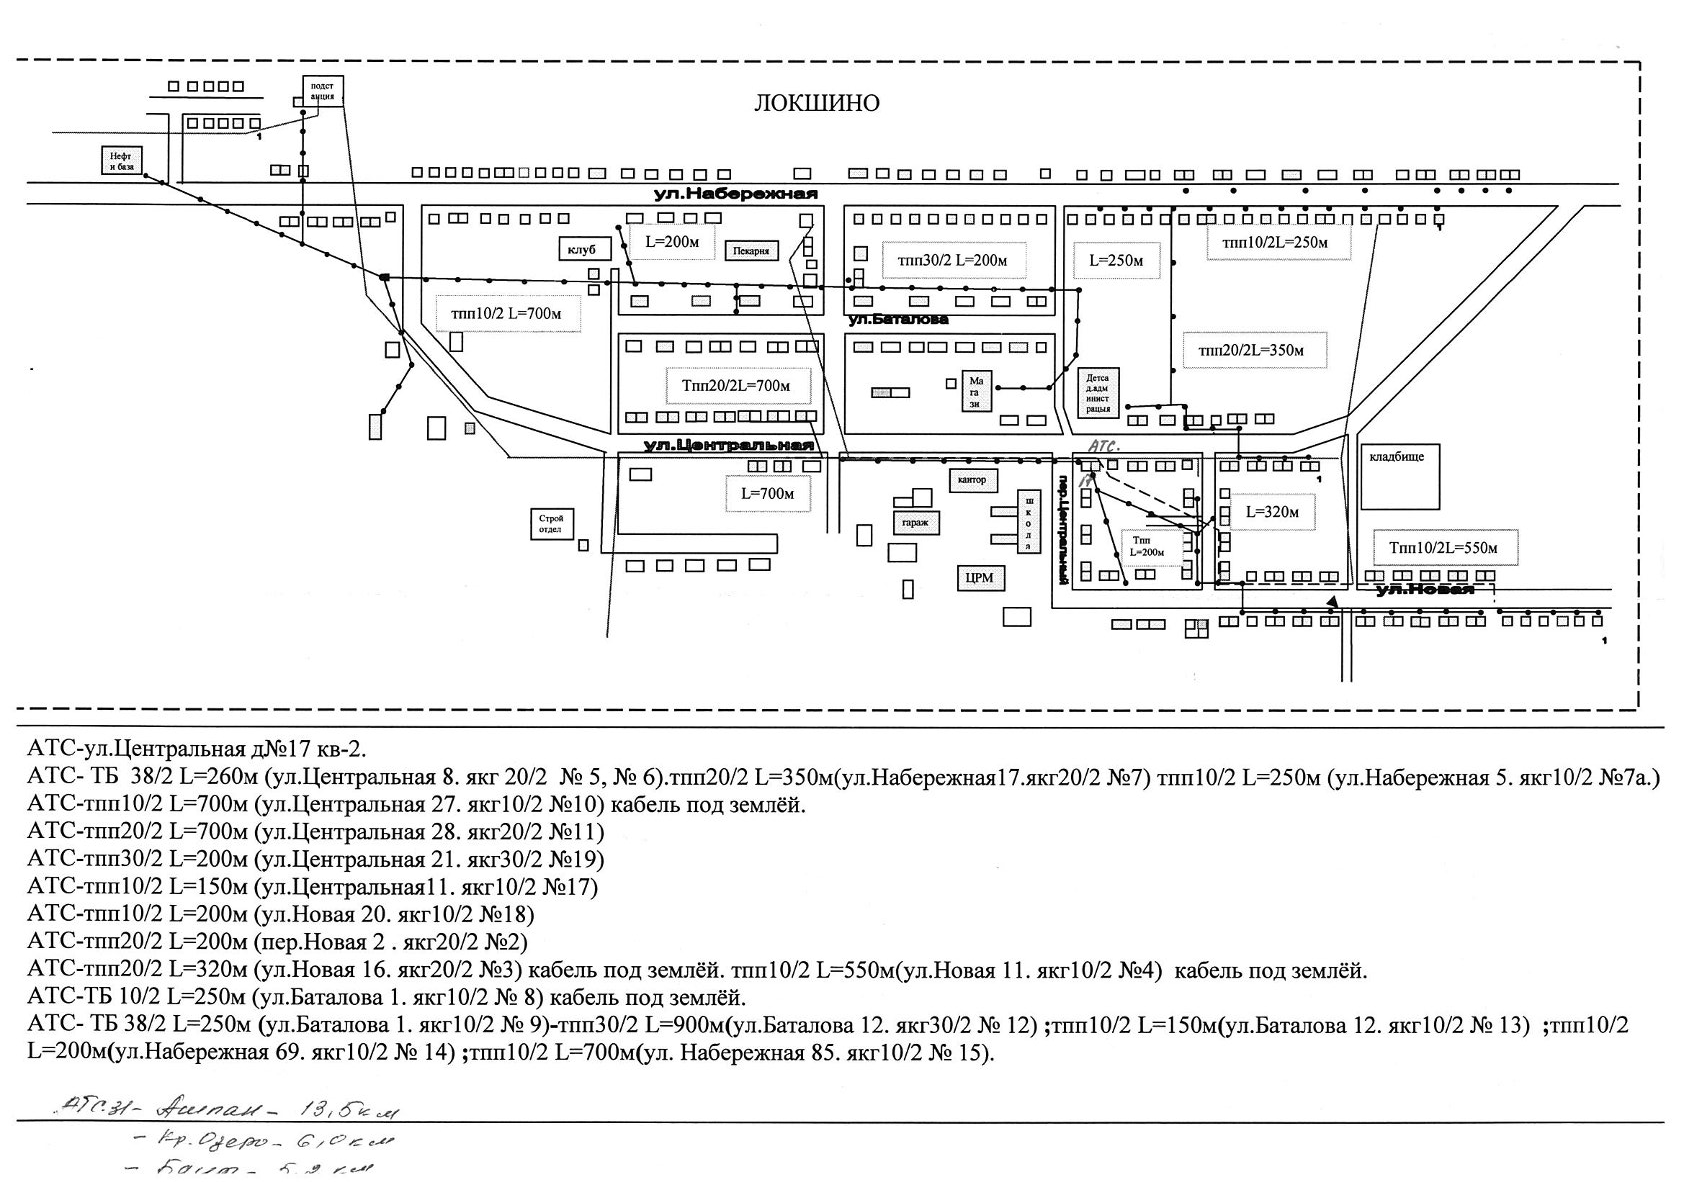 ЛОКШИНО
подст
анция
1
Нефт
и база
ул.Набережная
клуб
L=200м
Пекарня
тпп30/2 L=200м
L=250м
тпп10/2L=250м
1
тпп10/2 L=700м
ул.Баталова
тпп20/2L=350м
Тпп20/2L=700м
Ма
га
зи
Детса
д.адм
инист
рацыя
ул.Центральная
АТС.
17
кладбище
L=700м
кантор
1
пер.Центральный
L=320м
Строй
отдел
гараж
ш
к
о
л
а
Тпп
L=200м
Тпп10/2L=550м
ЦРМ
ул.Новая
1
АТС-ул.Центральная д№17 кв-2.
АТС- ТБ 38/2 L=260м (ул.Центральная 8. якг 20/2 № 5, № 6).тпп20/2 L=350м(ул.Набережная17.якг20/2 №7) тпп10/2 L=250м (ул.Набережная 5. якг10/2 №7а.)
АТС-тпп10/2 L=700м (ул.Центральная 27. якг10/2 №10) кабель под землёй.
АТС-тпп20/2 L=700м (ул.Центральная 28. якг20/2 №11)
АТС-тпп30/2 L=200м (ул.Центральная 21. якг30/2 №19)
АТС-тпп10/2 L=150м (ул.Центральная11. якг10/2 №17)
АТС-тпп10/2 L=200м (ул.Новая 20. якг10/2 №18)
АТС-тпп20/2 L=200м (пер.Новая 2 . якг20/2 №2)
АТС-тпп20/2 L=320м (ул.Новая 16. якг20/2 №3) кабель под землёй. тпп10/2 L=550м(ул.Новая 11. якг10/2 №4) кабель под землёй.
АТС-ТБ 10/2 L=250м (ул.Баталова 1. якг10/2 № 8) кабель под землёй.
АТС- ТБ 38/2 L=250м (ул.Баталова 1. якг10/2 № 9)-тпп30/2 L=900м(ул.Баталова 12. якг30/2 № 12) ;тпп10/2 L=150м(ул.Баталова 12. якг10/2 № 13) ;тпп10/2
L=200м(ул.Набережная 69. якг10/2 № 14) ;тпп10/2 L=700м(ул. Набережная 85. якг10/2 № 15).
АТС.31- Ашпан - 13,5км
- Кр.Озеро - 6,0км